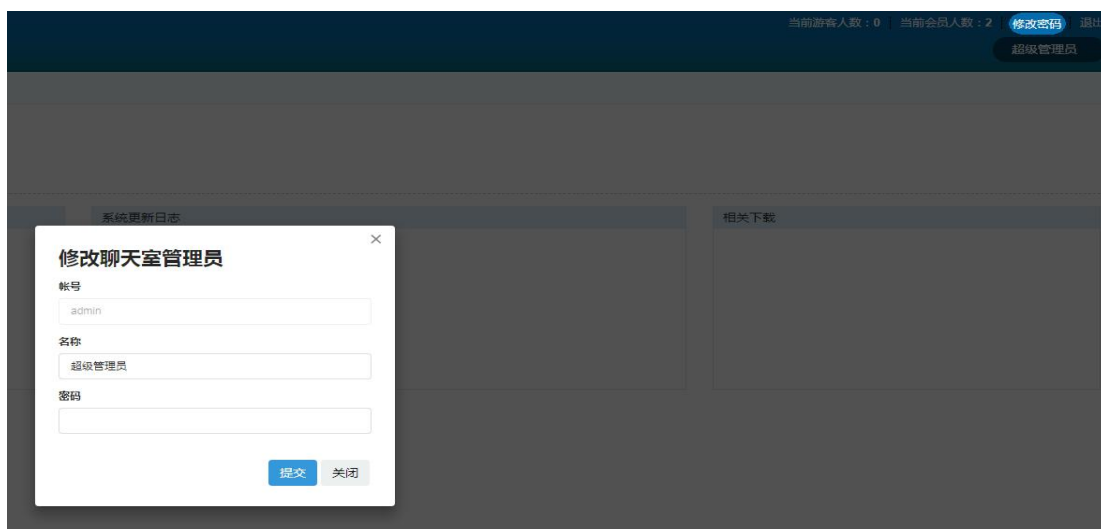 当前游客人数：0 当前会员人数：2 修改密码 退出
超级管理员
系统更新日志 相关下载
修改聊天室管理员 ×
帐号
admin
名称
超级管理员
密码
提交 关闭